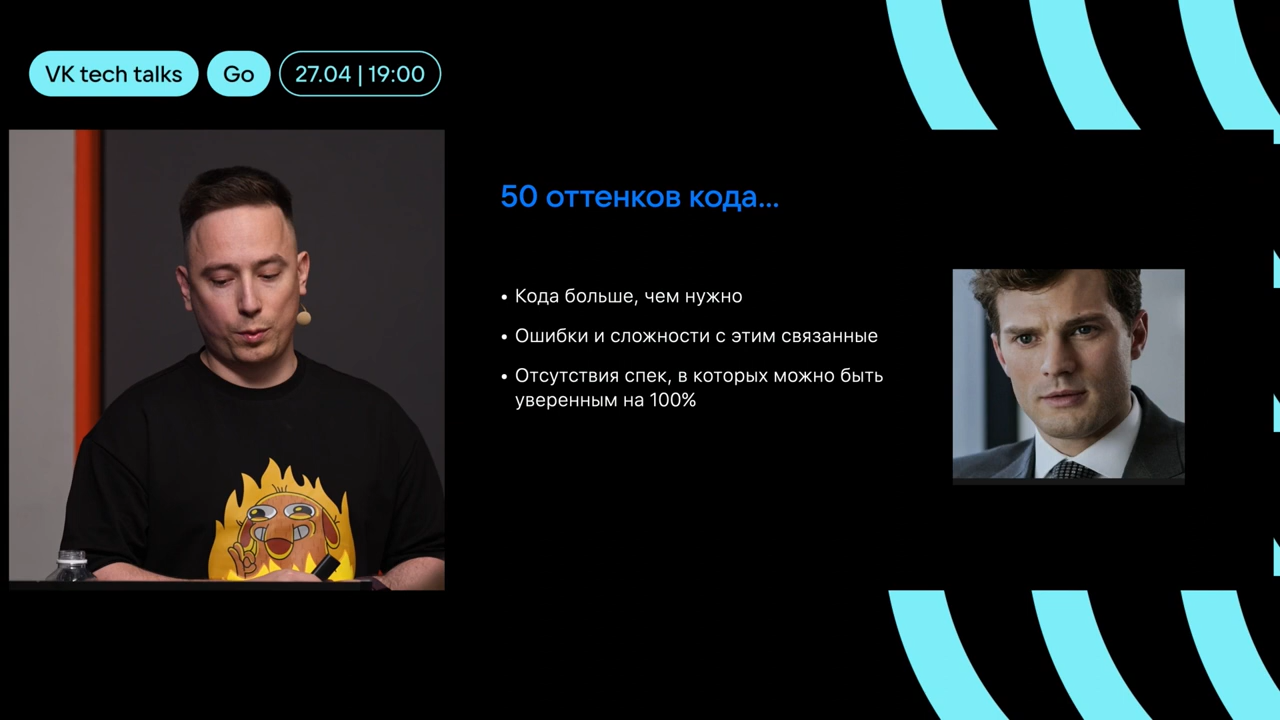 VK tech talks
Go
27.04 | 19:00
50 оттенков кода...
• Кода больше, чем нужно
• Ошибки и сложности с этим связанные
• Отсутствия спек, в которых можно быть
уверенным на 100%